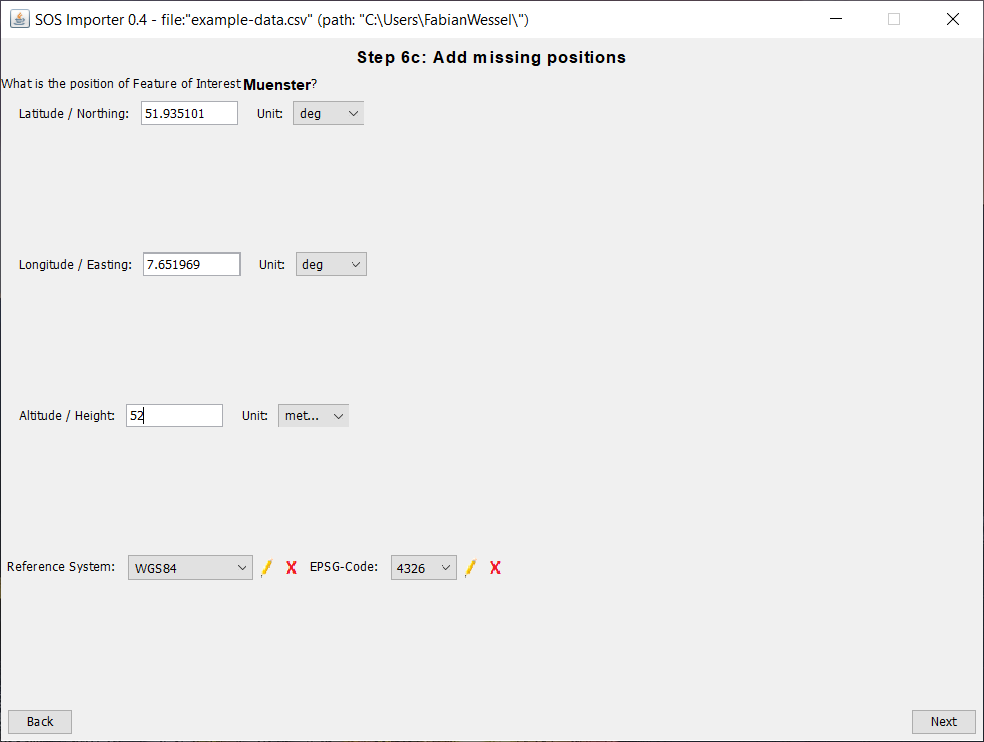 SOS Importer 0.4 - file:"example-data.csv" (path: "C:\Users\FabianWessel\")
Step 6c: Add missing positions
What is the position of Feature of Interest Muenster?
Latitude / Northing: 51.935101 Unit: deg
Longitude / Easting: 7.651969 Unit: deg
Altitude / Height: 52 Unit: met...
Reference System: WGS84 X EPSG-Code: 4326 X
Back Next